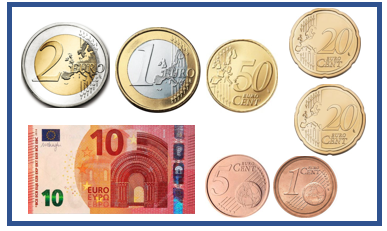 2 EURO
1 EURO
50 EURO CENT
20 EURO CENT
20 EURO CENT
10
EURO
ΕΥΡΩ
10
5 EURO CENT
1 EURO CENT